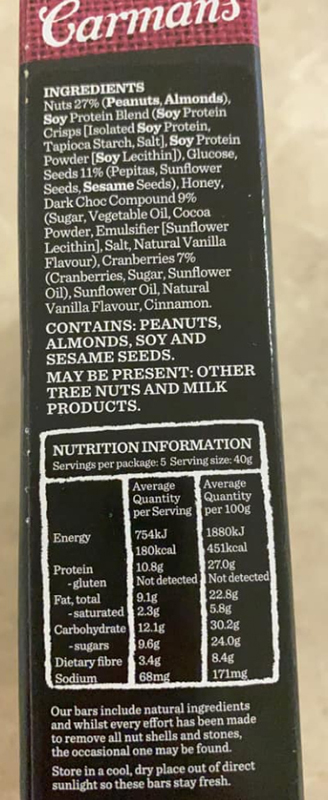 Carman's
INGREDIENTS
Nuts 27% (Peanuts, Almonds),
Soy Protein Blend (Soy Protein
Crisps [Isolated Soy Protein,
Tapioca Starch, Salt], Soy Protein
Powder [Soy Lecithin]), Glucose,
Seeds 11% (Pepitas, Sunflower
Seeds, Sesame Seeds), Honey,
Dark Choc Compound 9%
(Sugar, Vegetable Oil, Cocoa
Powder, Emulsifier [Sunflower
Lecithin], Salt, Natural Vanilla
Flavour), Cranberries 7%
(Cranberries, Sugar, Sunflower
Oil), Sunflower Oil, Natural
Vanilla Flavour, Cinnamon.
CONTAINS: PEANUTS,
ALMONDS, SOY AND
SESAME SEEDS.
MAY BE PRESENT: OTHER
TREE NUTS AND MILK
PRODUCTS.
NUTRITION INFORMATION
Servings per package: 5 Serving size: 40g
Average Average
Quantity Quantity
per Serving per 100g
Energy 754kJ 1880kJ
180kcal 451kcal
Protein 10.8g 27.0g
-gluten Not detected Not detected
Fat, total 9.1g 22.8g
-saturated 2.3g 5.8g
Carbohydrate 12.1g 30.2g
-sugars 9.6g 24.0g
Dietary fibre 3.4g 8.4g
Sodium 68mg 171mg
Our bars include natural ingredients
and whilst every effort has been made
to remove all nut shells and stones,
the occasional one may be found.
Store in a cool, dry place out of direct
sunlight so these bars stay fresh.